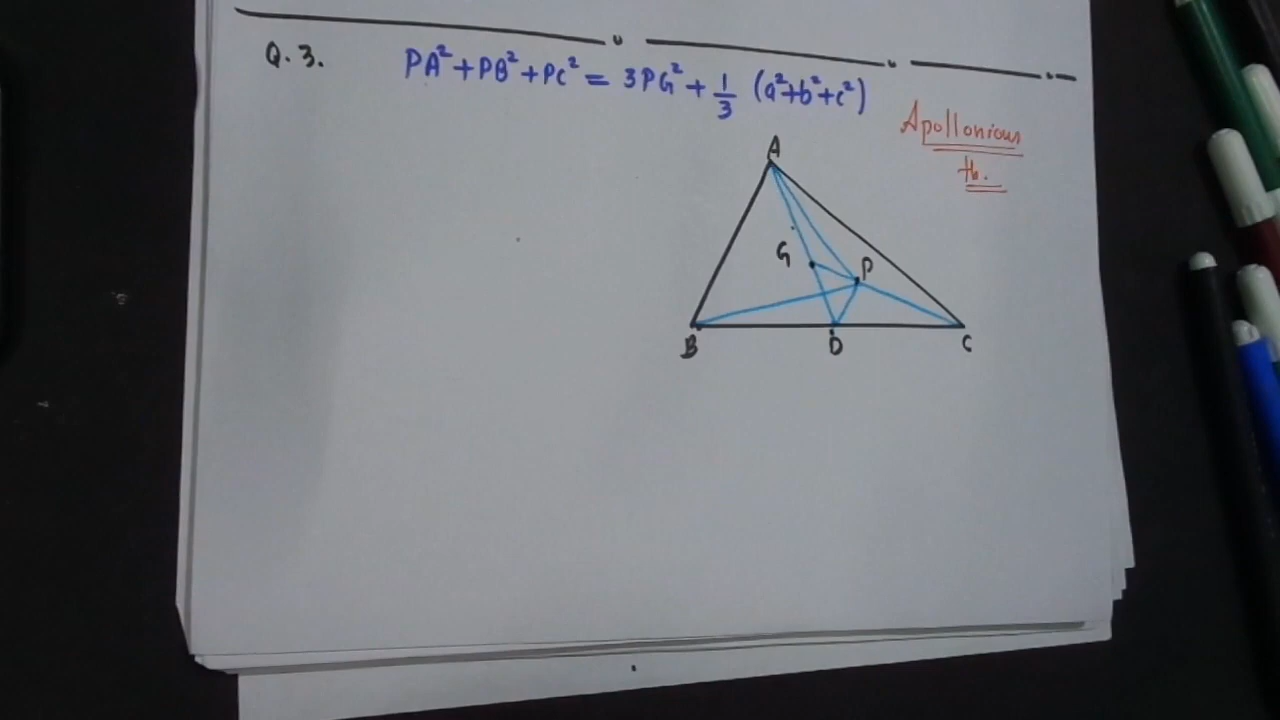 Q.3. PA²+PB²+PC² = 3PG² + 1/3 (a²+b²+c²)
Apollonious
th.
A
G
P
B
D
C